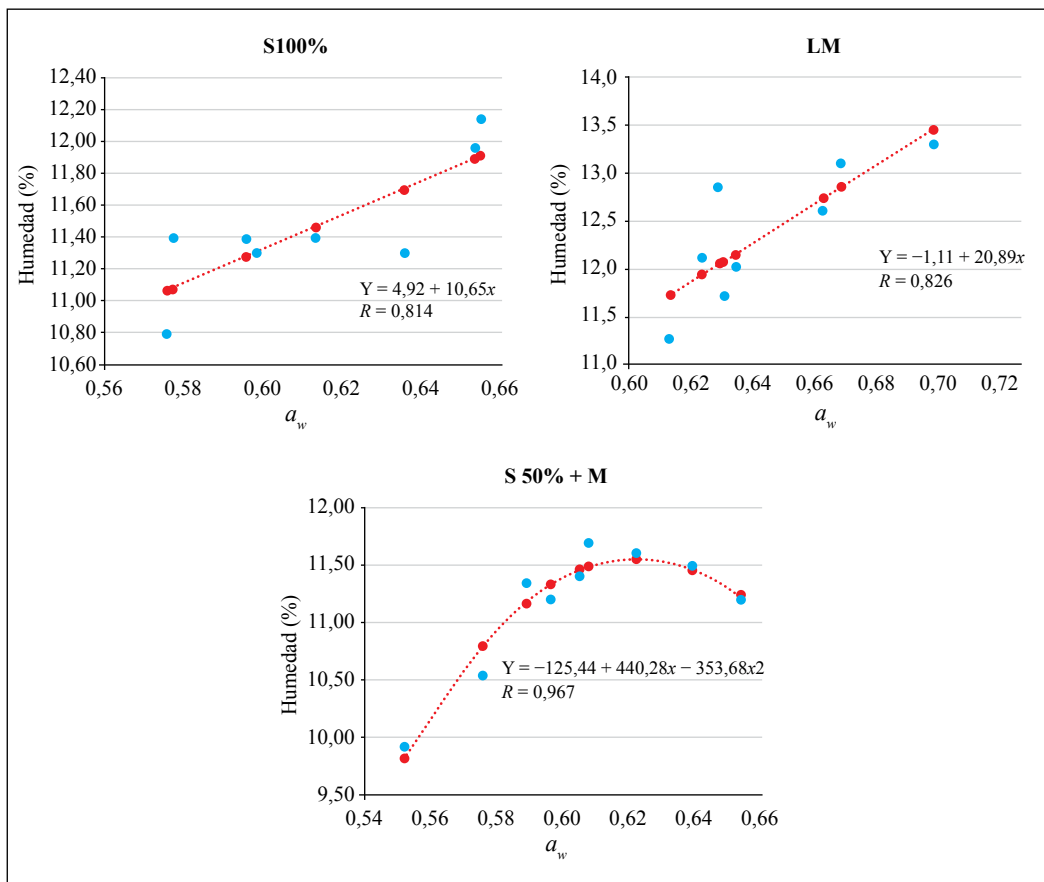 S100%
12,40
12,20
12,00
11,80
11,60
11,40
11,20
11,00
10,80
10,60
Humedad (%)
Y = 4,92 + 10,65x
R = 0,814
0,56
0,60
0,62
0,64
0,66
a_w
LM
14,0
13,5
13,0
12,5
12,0
11,5
11,0
Humedad (%)
Y = −1,11 + 20,89x
R = 0,826
0,60
0,62
0,64
0,66
0,68
0,70
0,72
a_w
S 50% + M
12,00
11,50
11,00
10,50
10,00
9,50
Humedad (%)
Y = −125,44 + 440,28x − 353,68x2
R = 0,967
0,54
0,56
0,58
0,60
0,62
0,64
0,66
a_w